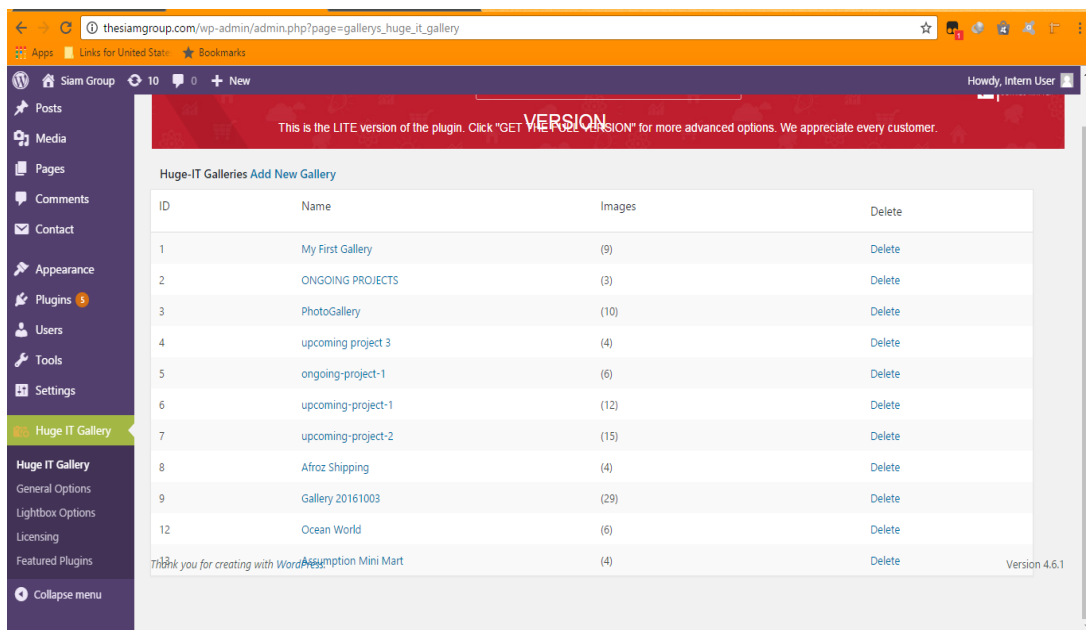 thesiamgroup.com/wp-admin/admin.php?page=gallerys_huge_it_gallery
1
Apps Links for United State Bookmarks
Siam Group 10 0 + New Howdy, Intern User
Posts
Media
Pages
Comments
Contact
Appearance
Plugins 5
Users
Tools
Settings
Huge IT Gallery
Huge IT Gallery
General Options
Lightbox Options
Licensing
Featured Plugins
Collapse menu
VERSION
This is the LITE version of the plugin. Click "GET THE FULL VERSION" for more advanced options. We appreciate every customer.
Huge-IT Galleries Add New Gallery
ID Name Images Delete
1 My First Gallery (9) Delete
2 ONGOING PROJECTS (3) Delete
3 PhotoGallery (10) Delete
4 upcoming project 3 (4) Delete
5 ongoing-project-1 (6) Delete
6 upcoming-project-1 (12) Delete
7 upcoming-project-2 (15) Delete
8 Afroz Shipping (4) Delete
9 Gallery 20161003 (29) Delete
12 Ocean World (6) Delete
13 Assumption Mini Mart (4) Delete
Thank you for creating with WordPress. Version 4.6.1